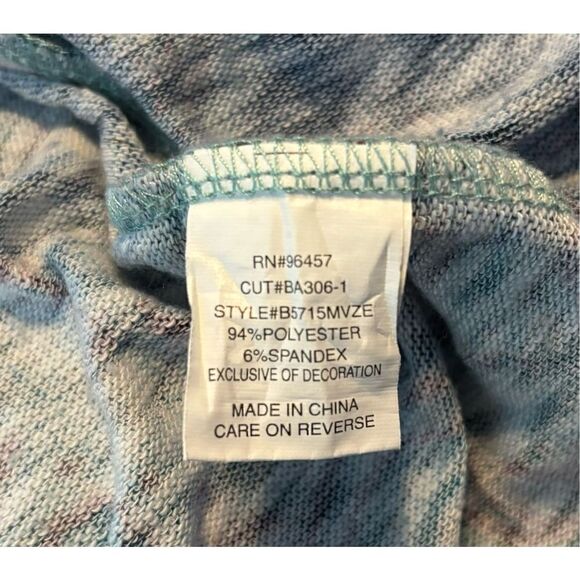 RN#96457
CUT#BA306-1
STYLE#B5715MVZE
94%POLYESTER
6%SPANDEX
EXCLUSIVE OF DECORATION
MADE IN CHINA
CARE ON REVERSE